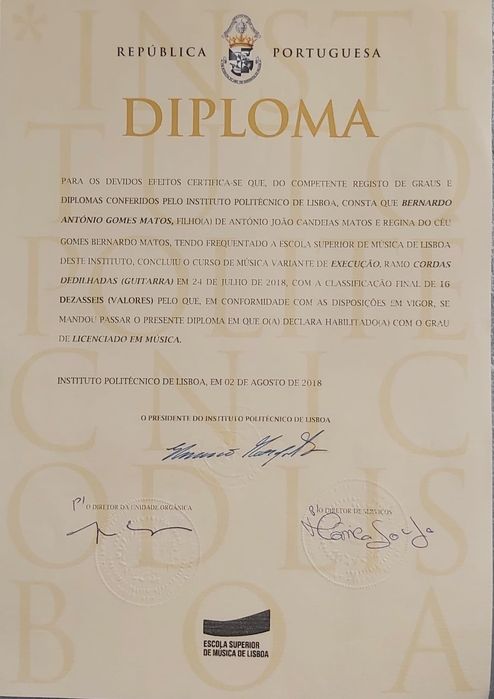 REPÚBLICA PORTUGUESA
DIPLOMA
PARA OS DEVIDOS EFEITOS CERTIFICA-SE QUE, DO COMPETENTE REGISTO DE GRAUS E
DIPLOMAS CONFERIDOS PELO INSTITUTO POLITÉCNICO DE LISBOA, CONSTA QUE BERNARDO
ANTÓNIO GOMES MATOS, FILHO(A) DE ANTÓNIO JOÃO CANDEIAS MATOS E REGINA DO CÉU
GOMES BERNARDO MATOS, TENDO FREQUENTADO A ESCOLA SUPERIOR DE MÚSICA DE LISBOA
DESTE INSTITUTO, CONCLUIU O CURSO DE MÚSICA VARIANTE DE EXECUÇÃO, RAMO CORDAS
DEDILHADAS (GUITARRA) EM 24 DE JULHO DE 2018, COM A CLASSIFICAÇÃO FINAL DE 16
DEZASSEIS (VALORES) PELO QUE, EM CONFORMIDADE COM AS DISPOSIÇÕES EM VIGOR, SE
MANDOU PASSAR O PRESENTE DIPLOMA EM QUE O(A) DECLARA HABILITADO(A) COM O GRAU
DE LICENCIADO EM MÚSICA.
INSTITUTO POLITÉCNICO DE LISBOA, EM 02 DE AGOSTO DE 2018
O PRESIDENTE DO INSTITUTO POLITÉCNICO DE LISBOA
P'/ O DIRETOR DA UNIDADE ORGÂNICA
P/ O DIRETOR DE SERVIÇOS
ESCOLA SUPERIOR
DE MÚSICA DE LISBOA
*INSTI
TUTO
POLITÉ
CNIC
ODLIS
BOA